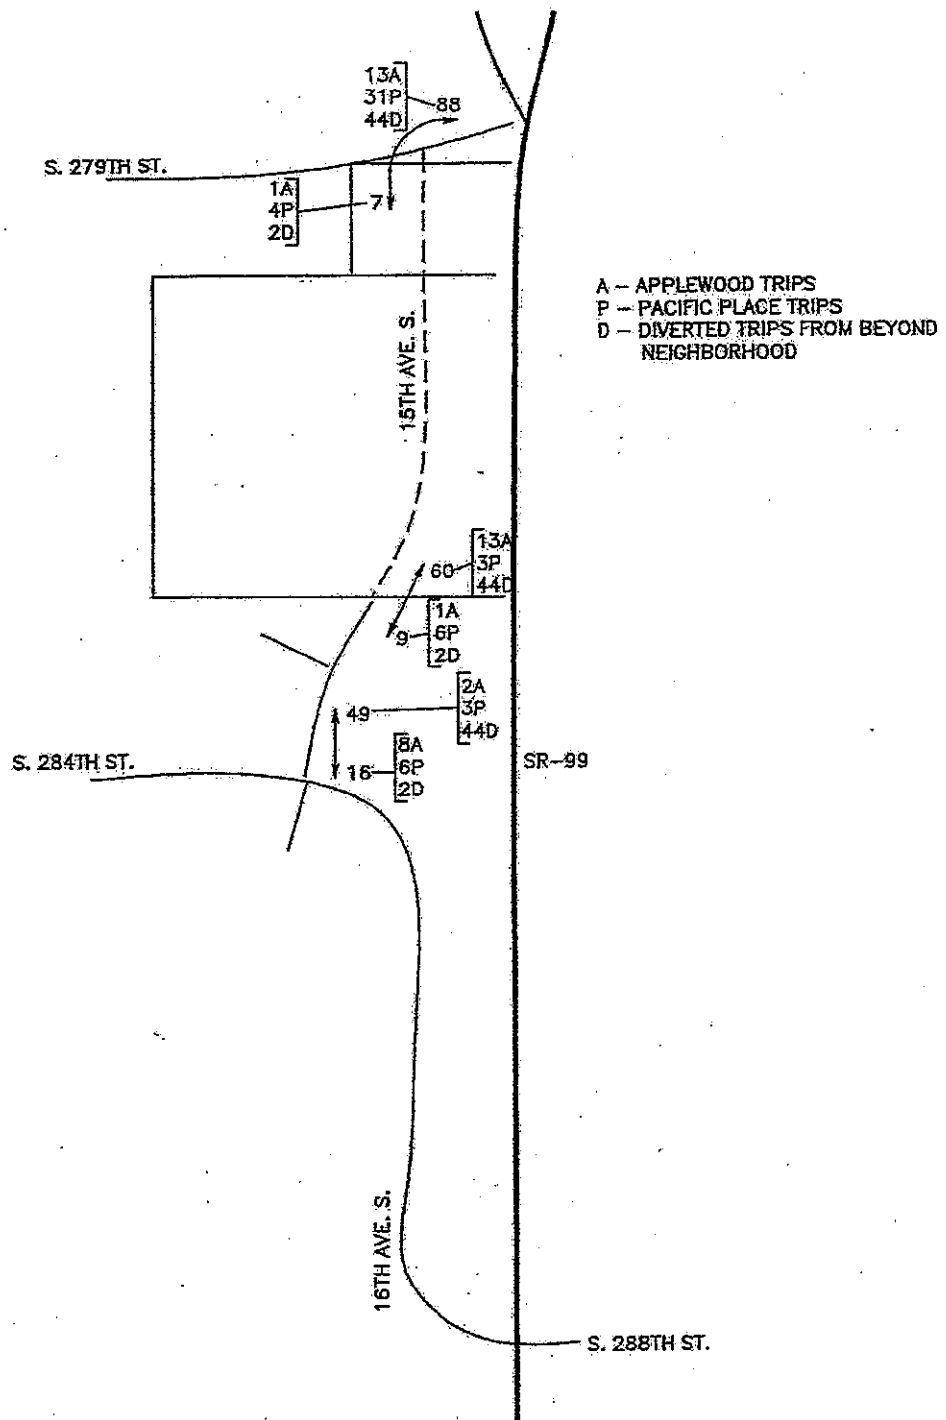 13A
31P
44D
88
S. 279TH ST.
1A
4P
2D
7
A – APPLEWOOD TRIPS
P – PACIFIC PLACE TRIPS
D – DIVERTED TRIPS FROM BEYOND
NEIGHBORHOOD
15TH AVE. S.
60
13A
3P
44D
9
1A
6P
2D
49
2A
3P
44D
16
8A
6P
2D
S. 284TH ST.
SR-99
16TH AVE. S.
S. 288TH ST.